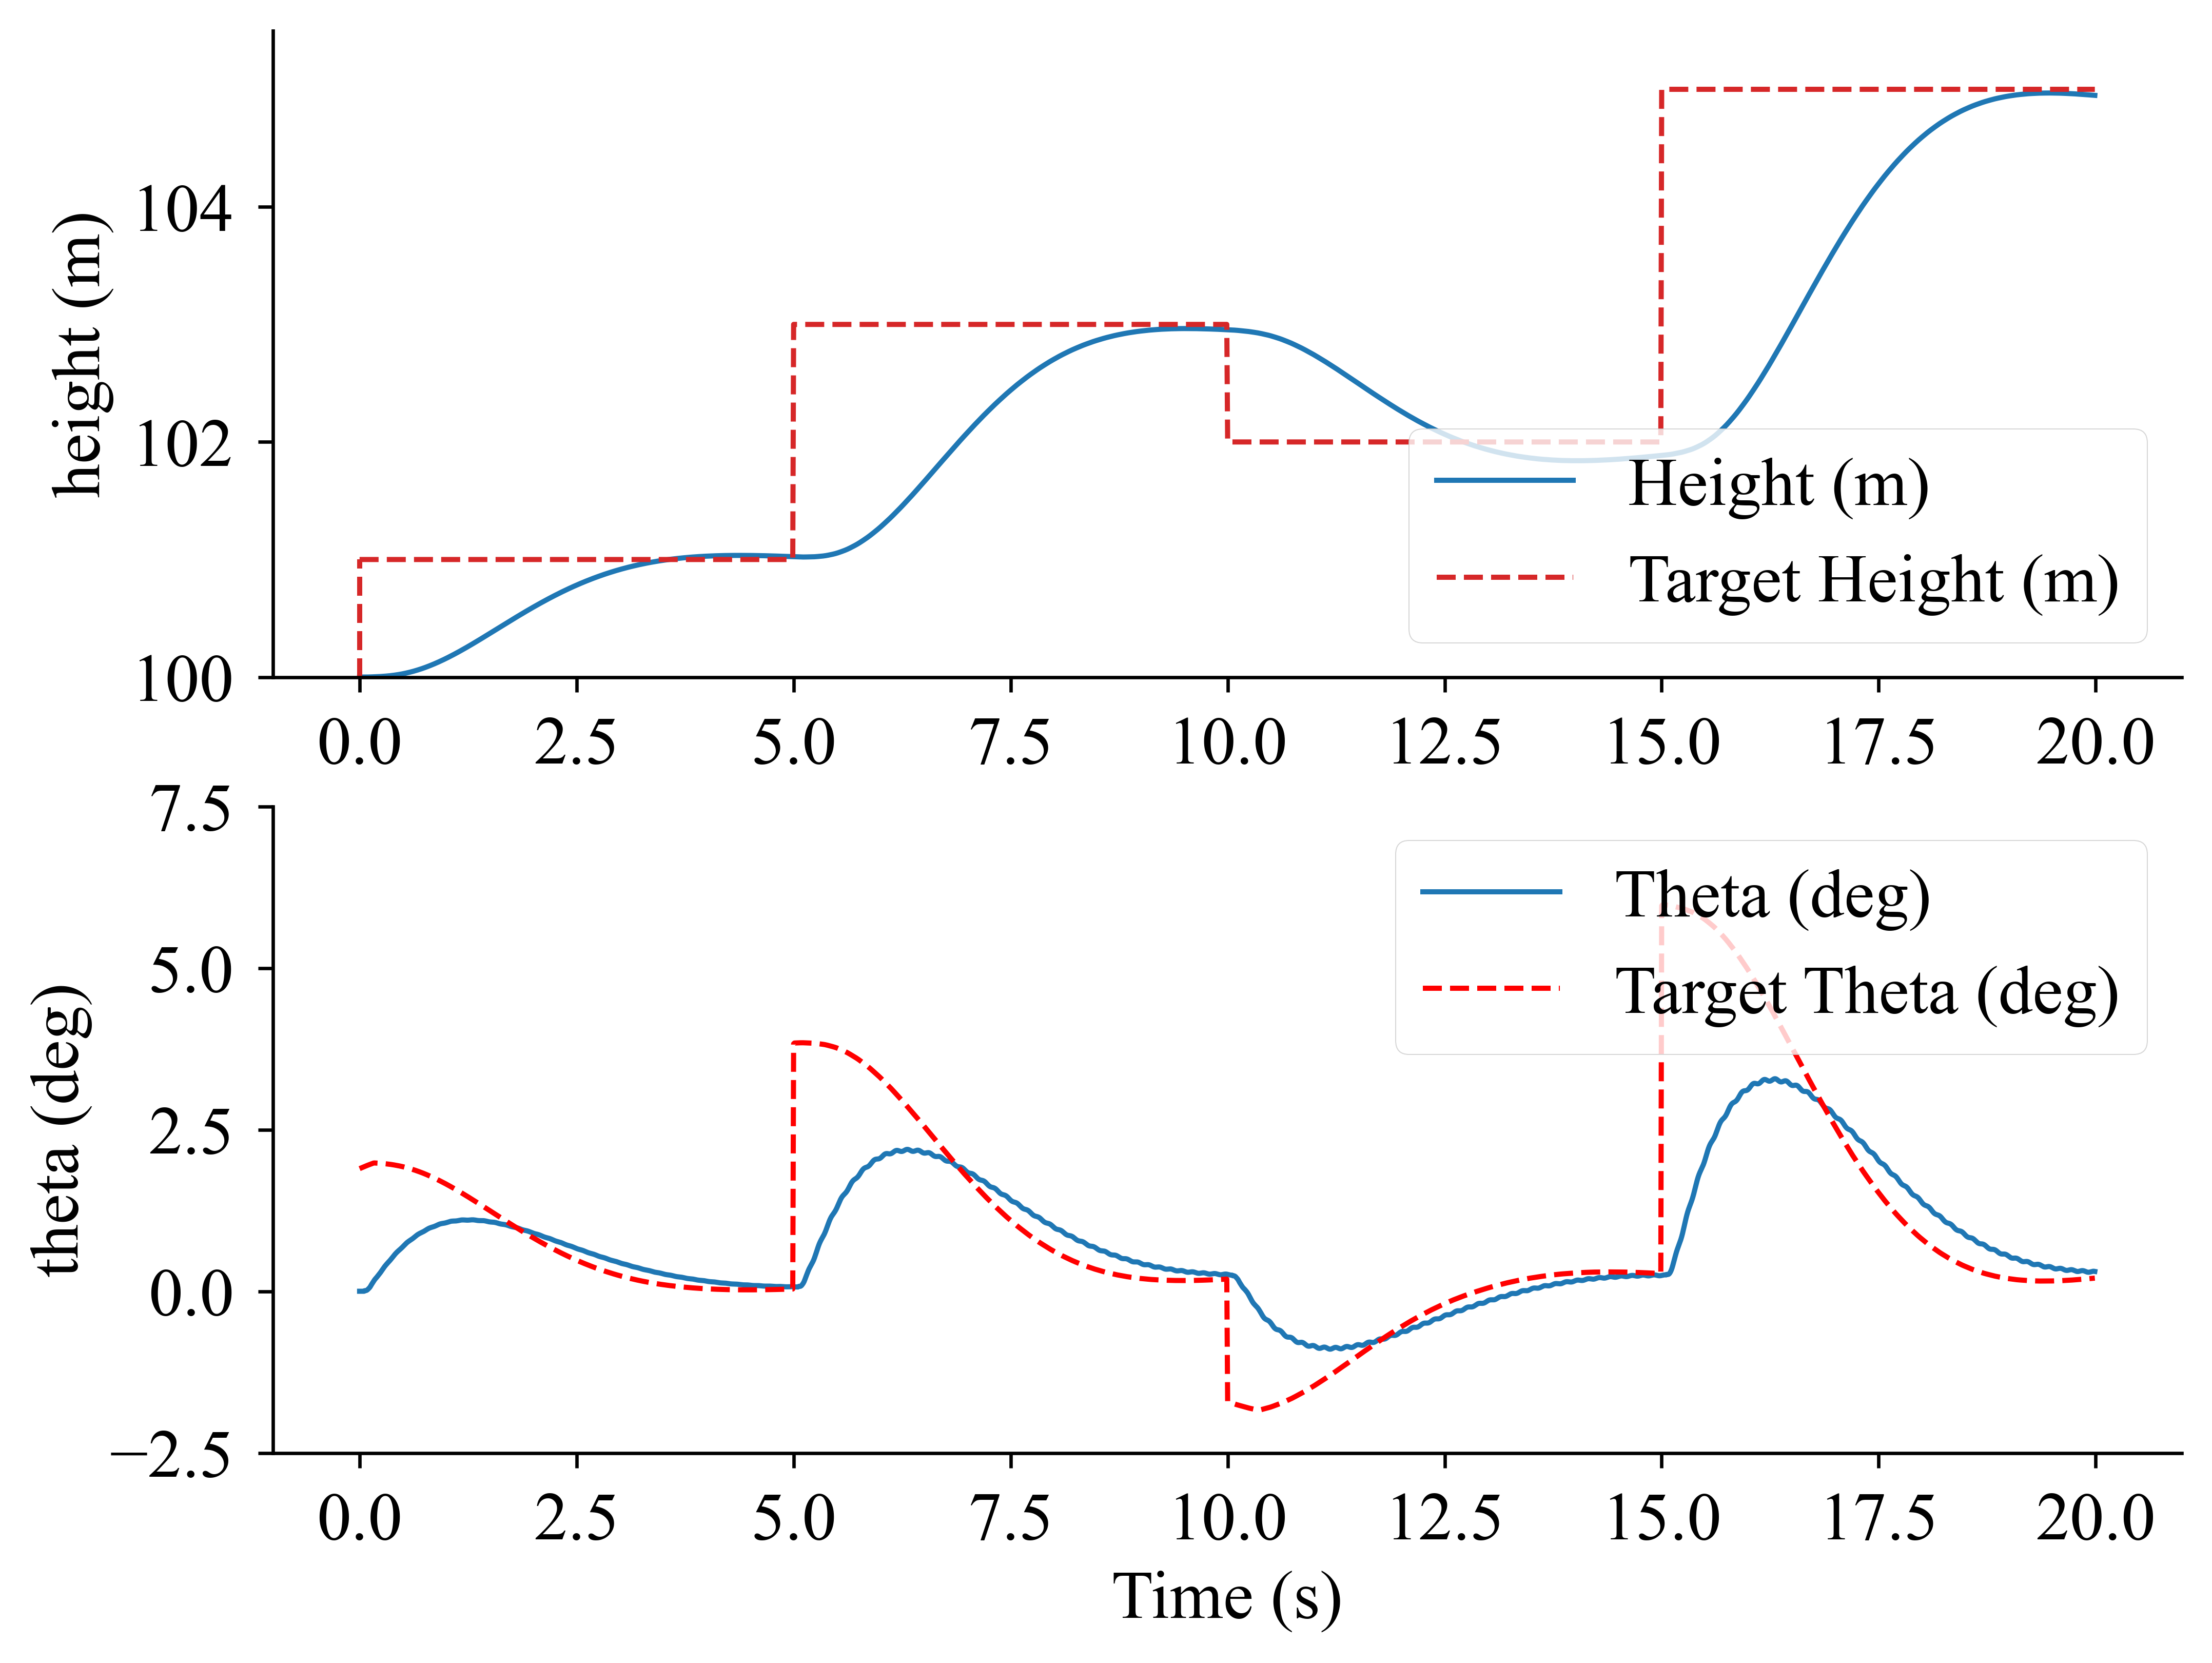 height (m)
104
102
100
Height (m)
Target Height (m)
0.0 2.5 5.0 7.5 10.0 12.5 15.0 17.5 20.0
theta (deg)
7.5
5.0
2.5
0.0
−2.5
Theta (deg)
Target Theta (deg)
0.0 2.5 5.0 7.5 10.0 12.5 15.0 17.5 20.0
Time (s)